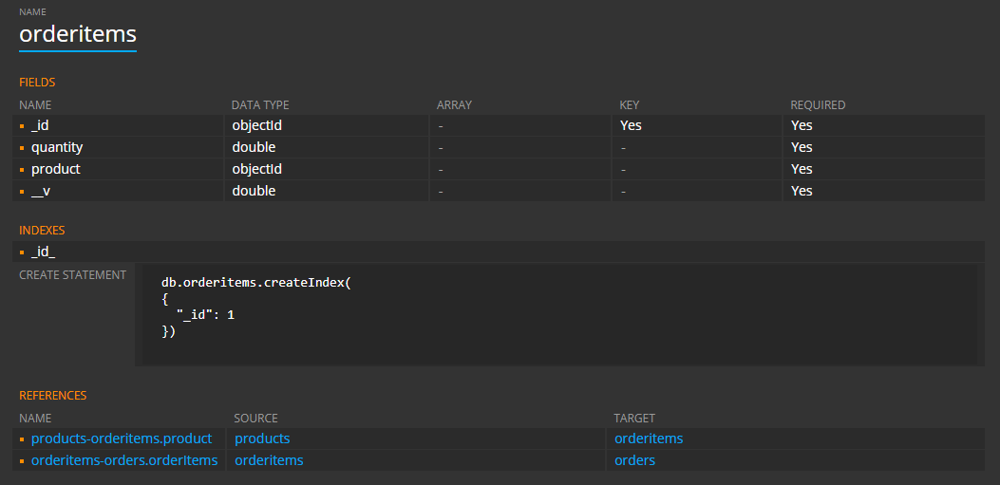 NAME
orderitems
FIELDS
NAME DATA TYPE ARRAY KEY REQUIRED
_id objectId - Yes Yes
quantity double - - Yes
product objectId - - Yes
__v double - - Yes
INDEXES
_id_
CREATE STATEMENT db.orderitems.createIndex(
{
"_id": 1
})
REFERENCES
NAME SOURCE TARGET
products-orderitems.product products orderitems
orderitems-orders.orderItems orderitems orders